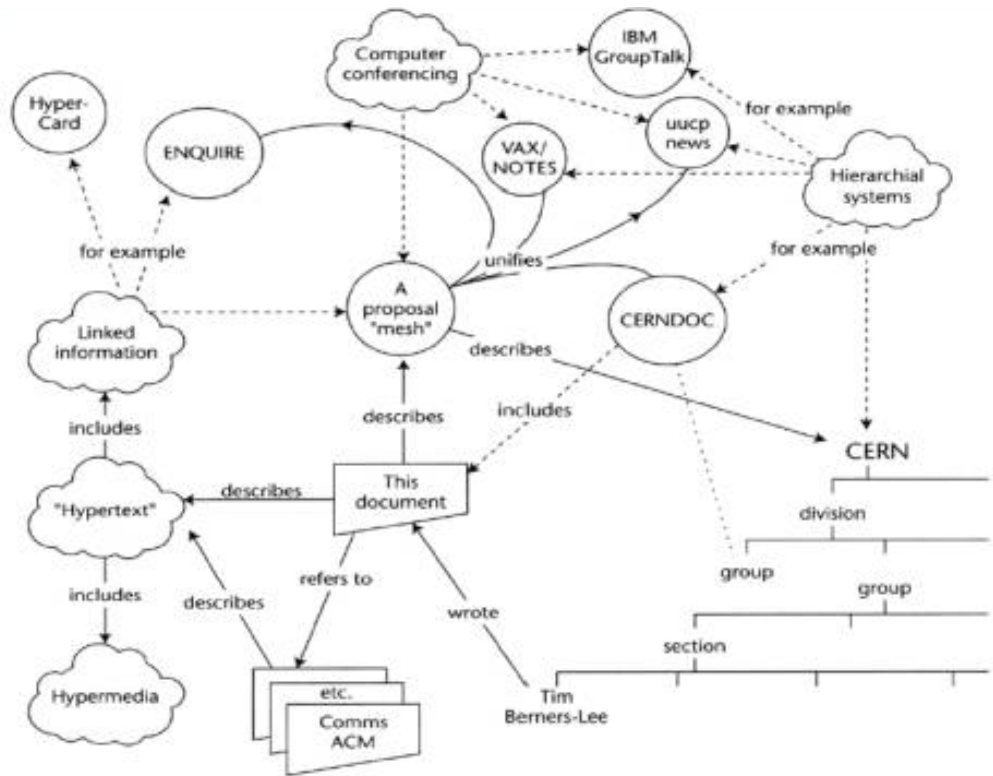 Computer
conferencing
IBM
GroupTalk
Hyper-
Card
for example
uucp
news
ENQUIRE
VAX/
NOTES
Hierarchial
systems
for example
unifies
for example
A
proposal
"mesh"
CERNDOC
Linked
information
describes
includes
describes
includes
CERN
This
document
"Hypertext"
describes
division
group
refers to
group
includes
describes
wrote
section
Hypermedia
etc.
Tim
Berners-Lee
Comms
ACM